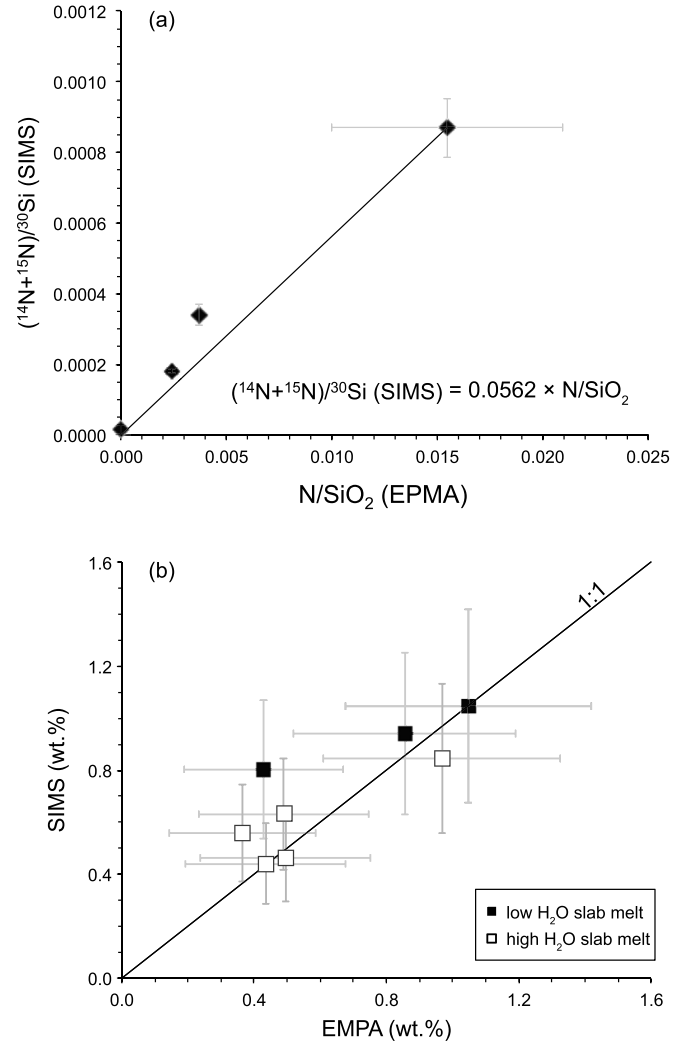 (a)
0.0012
0.0010
0.0008
0.0006
0.0004
0.0002
0.0000
(¹⁴N+¹⁵N)/³⁰Si (SIMS)
(¹⁴N+¹⁵N)/³⁰Si (SIMS) = 0.0562 × N/SiO₂
0.000 0.005 0.010 0.015 0.020 0.025
N/SiO₂ (EPMA)
(b)
1.6
1.2
0.8
0.4
0.0
SIMS (wt.%)
1:1
low H₂O slab melt
high H₂O slab melt
0.0 0.4 0.8 1.2 1.6
EMPA (wt.%)